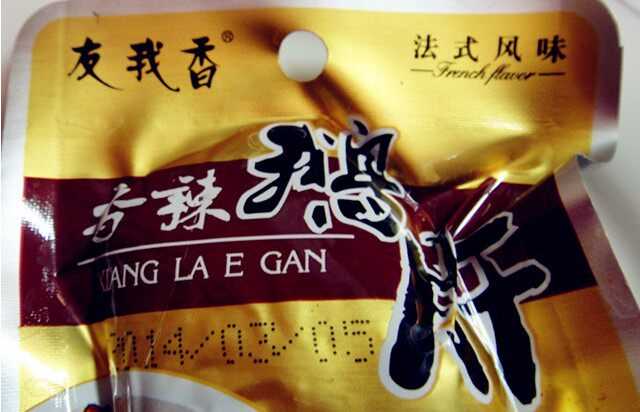 友我香®
法式风味
French flavor
香辣鹅肝
XIANG LA E GAN
2014/03/05